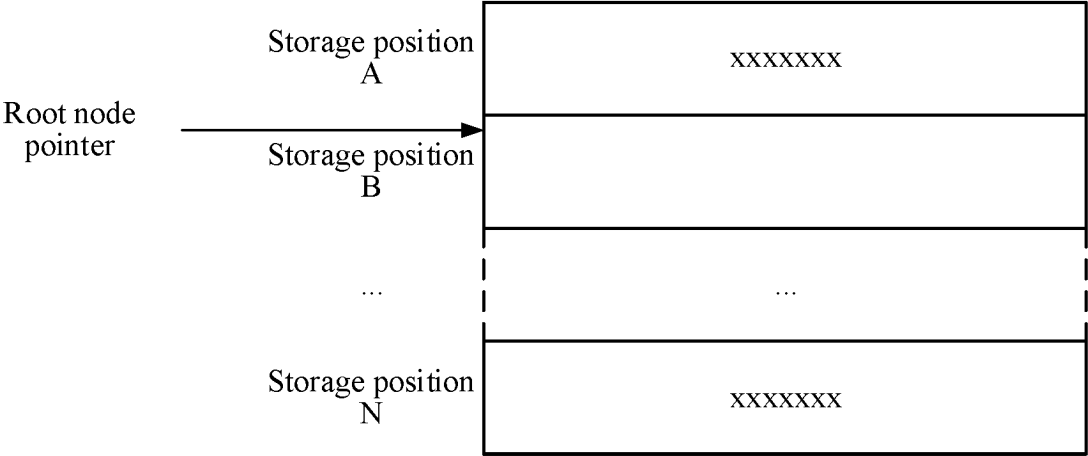 Storage position
A
xxxxxxx
Root node
pointer
Storage position
B
...
...
Storage position
N
xxxxxxx